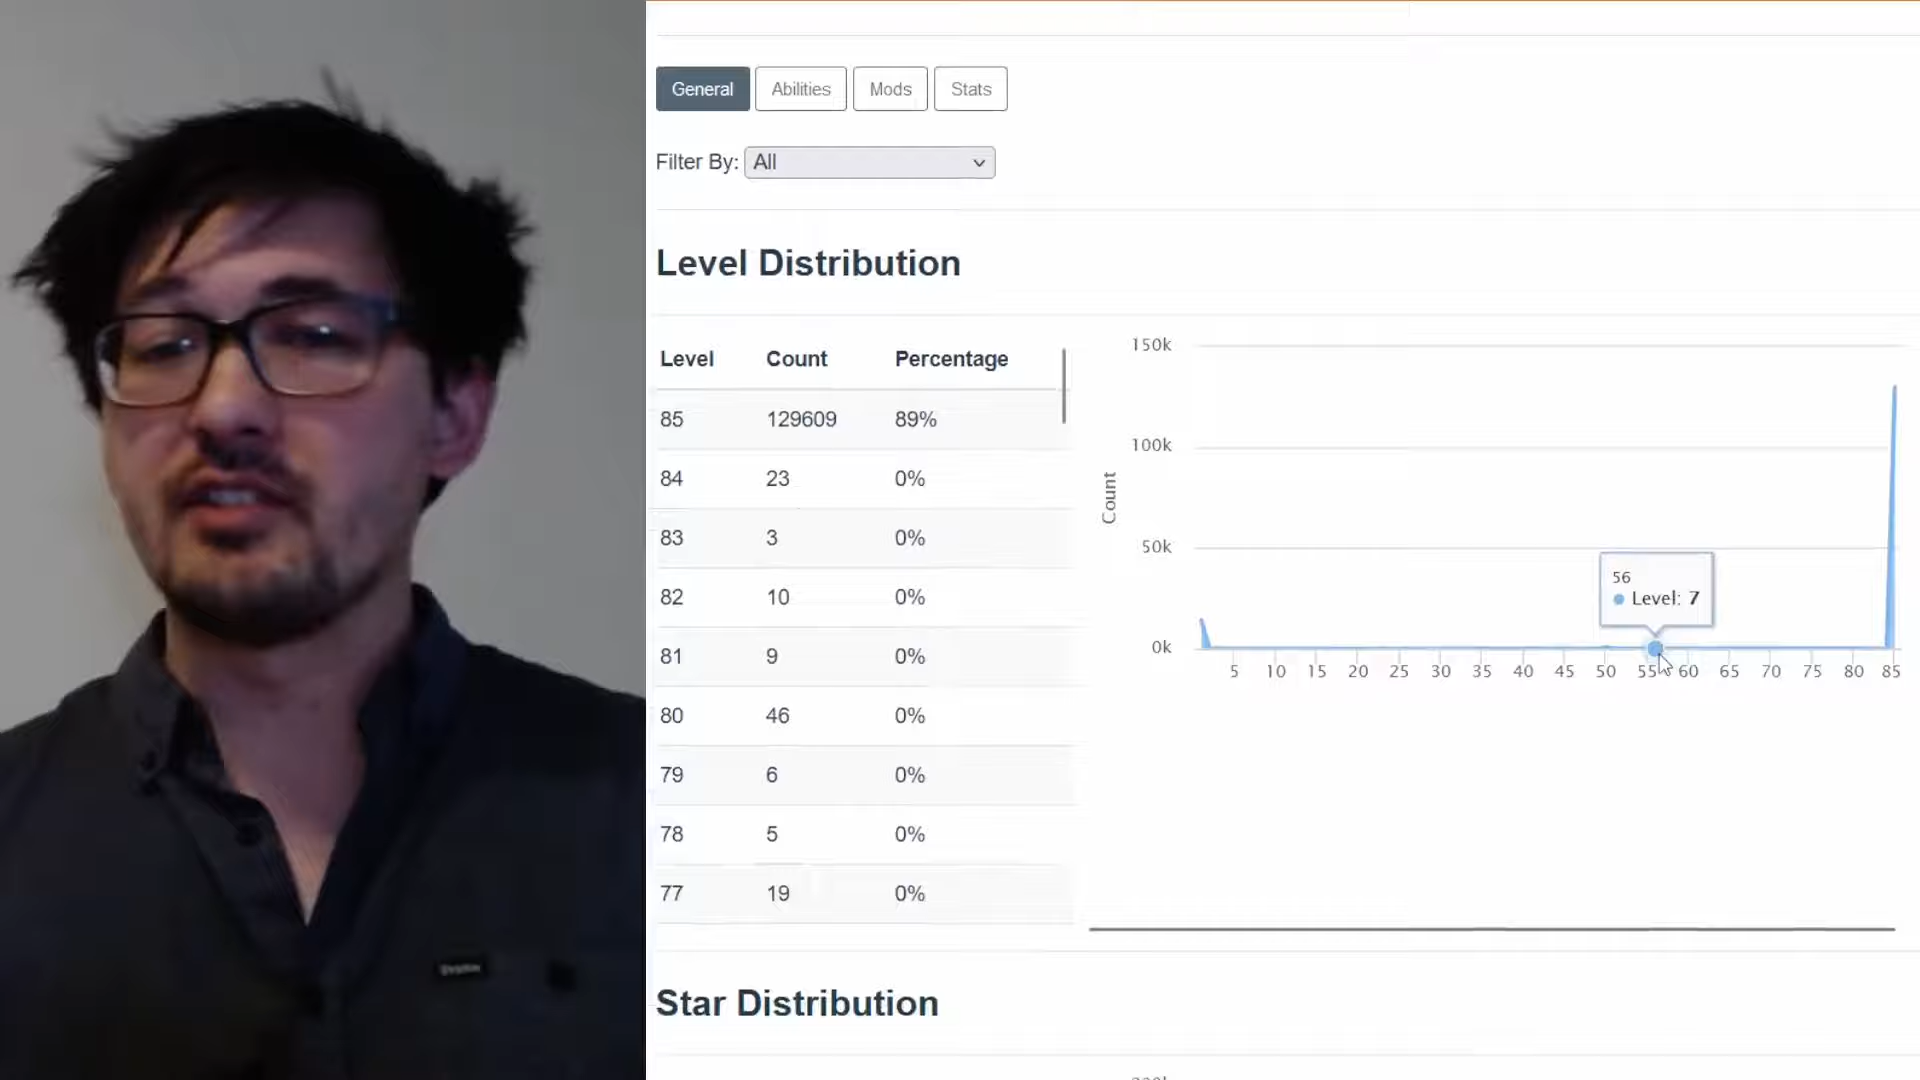 General
Abilities
Mods
Stats
Filter By: All
Level Distribution
Level Count Percentage
85 129609 89%
84 23 0%
83 3 0%
82 10 0%
81 9 0%
80 46 0%
79 6 0%
78 5 0%
77 19 0%
150k
100k
50k
0k
Count
56
Level: 7
5 10 15 20 25 30 35 40 45 50 55 60 65 70 75 80 85
Star Distribution